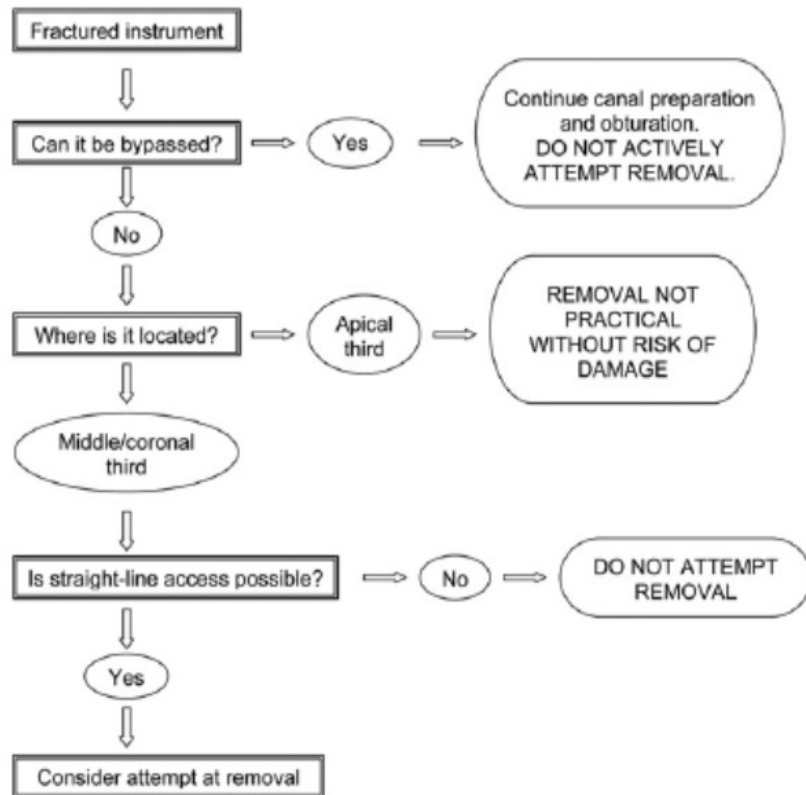 Fractured instrument
Can it be bypassed?
Yes
Continue canal preparation
and obturation.
DO NOT ACTIVELY
ATTEMPT REMOVAL.
No
Where is it located?
Apical
third
REMOVAL NOT
PRACTICAL
WITHOUT RISK OF
DAMAGE
Middle/coronal
third
Is straight-line access possible?
No
DO NOT ATTEMPT
REMOVAL
Yes
Consider attempt at removal